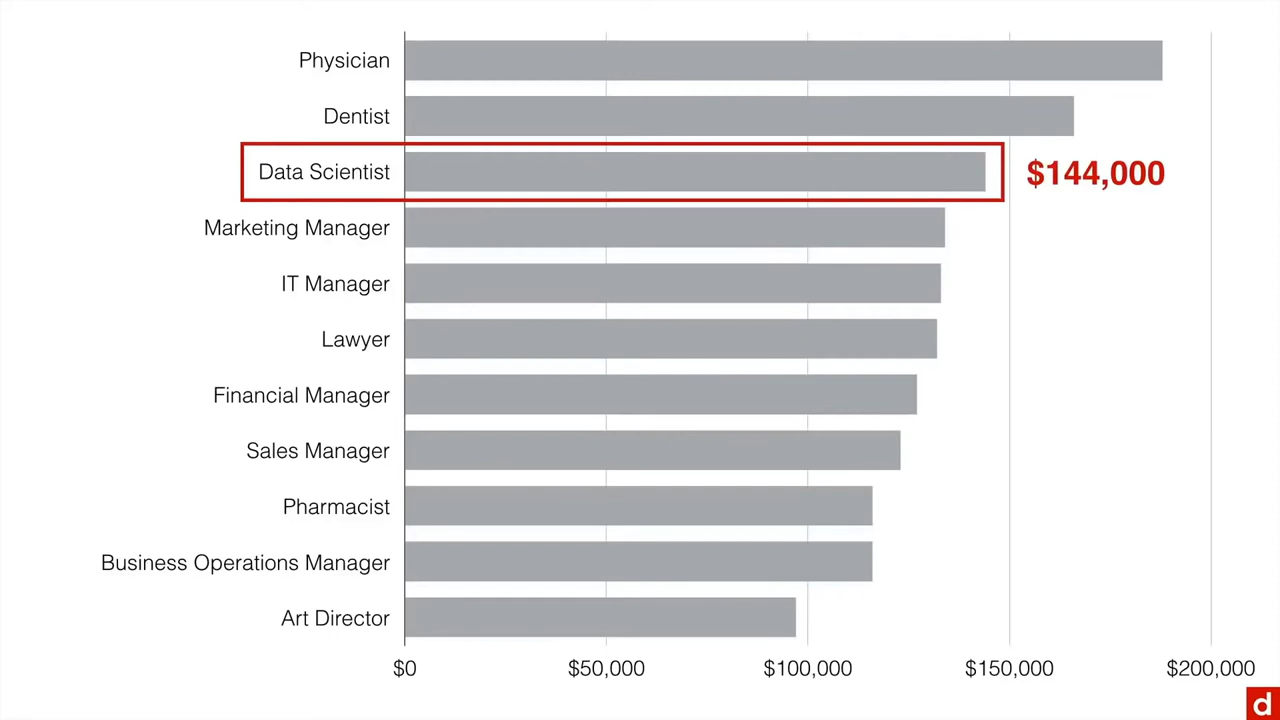 Physician
Dentist
Data Scientist
$144,000
Marketing Manager
IT Manager
Lawyer
Financial Manager
Sales Manager
Pharmacist
Business Operations Manager
Art Director
$0 $50,000 $100,000 $150,000 $200,000
d